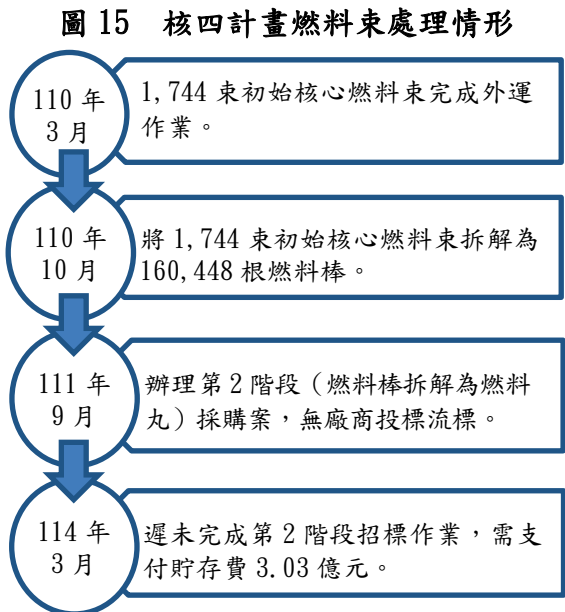 圖 15 核四計畫燃料束處理情形
110 年
3 月
1,744 束初始核心燃料束完成外運
作業。
110 年
10 月
將 1,744 束初始核心燃料束拆解為
160,448 根燃料棒。
111 年
9 月
辦理第 2 階段（燃料棒拆解為燃料
丸）採購案，無廠商投標流標。
114 年
3 月
遲未完成第 2 階段招標作業，需支
付貯存費 3.03 億元。